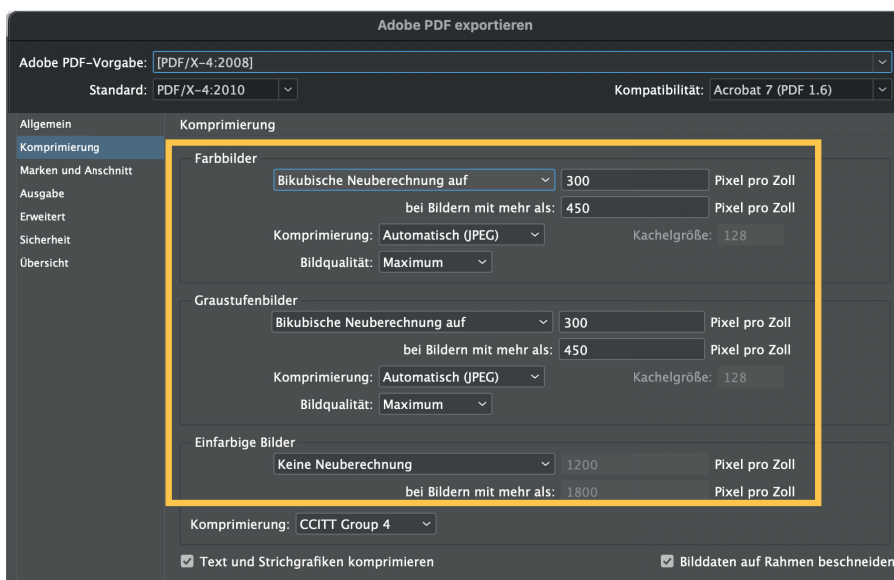 Adobe PDF exportieren
Adobe PDF-Vorgabe: [PDF/X-4:2008]
Standard: PDF/X-4:2010 Kompatibilität: Acrobat 7 (PDF 1.6)
Allgemein
Komprimierung
Marken und Anschnitt
Ausgabe
Erweitert
Sicherheit
Übersicht
Komprimierung
Farbbilder
Bikubische Neuberechnung auf 300 Pixel pro Zoll
bei Bildern mit mehr als: 450 Pixel pro Zoll
Komprimierung: Automatisch (JPEG) Kachelgröße: 128
Bildqualität: Maximum
Graustufenbilder
Bikubische Neuberechnung auf 300 Pixel pro Zoll
bei Bildern mit mehr als: 450 Pixel pro Zoll
Komprimierung: Automatisch (JPEG) Kachelgröße: 128
Bildqualität: Maximum
Einfarbige Bilder
Keine Neuberechnung 1200 Pixel pro Zoll
bei Bildern mit mehr als: 1800 Pixel pro Zoll
Komprimierung: CCITT Group 4
Text und Strichgrafiken komprimieren Bilddaten auf Rahmen beschneiden